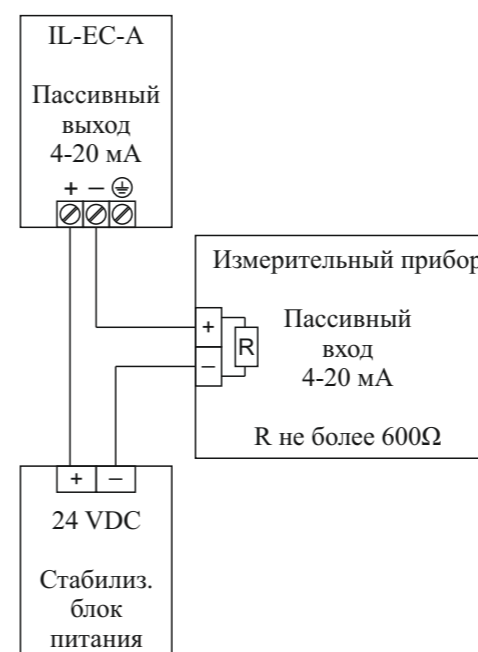 IL-EC-A
Пассивный
выход
4-20 мА
+ – ⏚
Измерительный прибор
+
–
R
Пассивный
вход
4-20 мА
R не более 600Ω
+ –
24 VDC
Стабилиз.
блок
питания